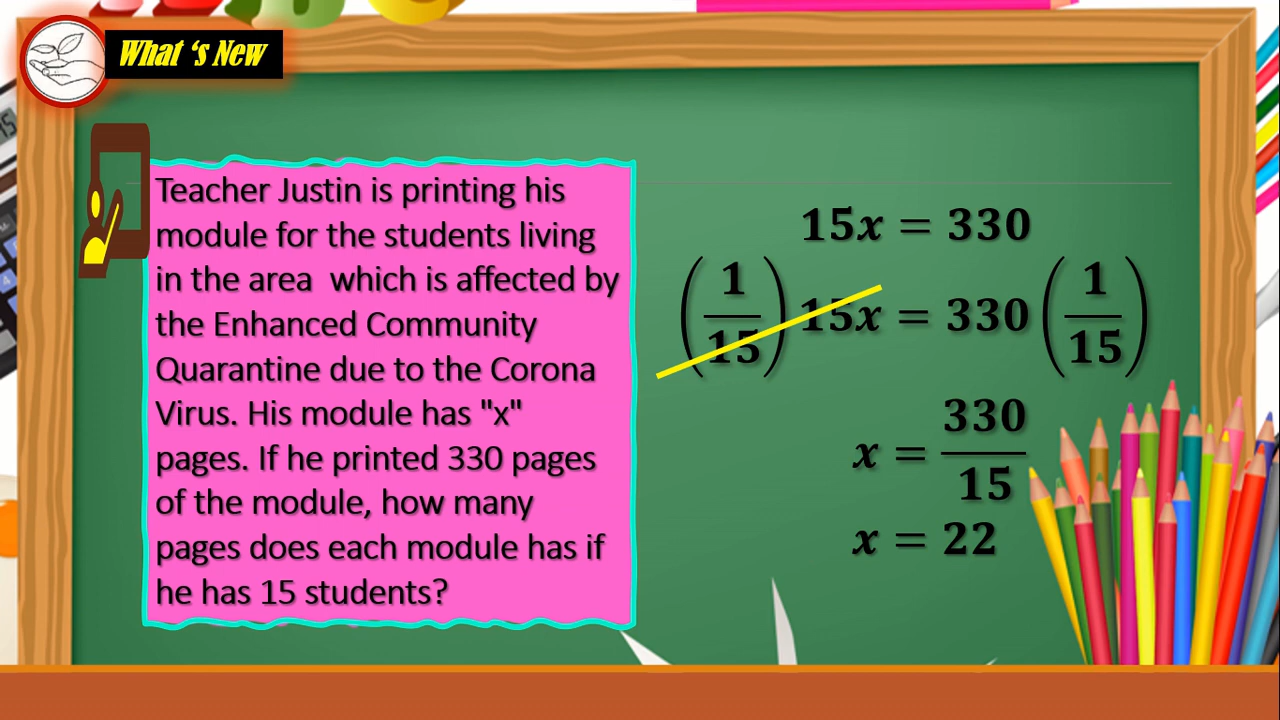 What 's New
Teacher Justin is printing his
module for the students living
in the area  which is affected by
the Enhanced Community
Quarantine due to the Corona
Virus. His module has "x"
pages. If he printed 330 pages
of the module, how many
pages does each module has if
he has 15 students?
15x = 330
(1/15) 15x = 330 (1/15)
x = 330/15
x = 22